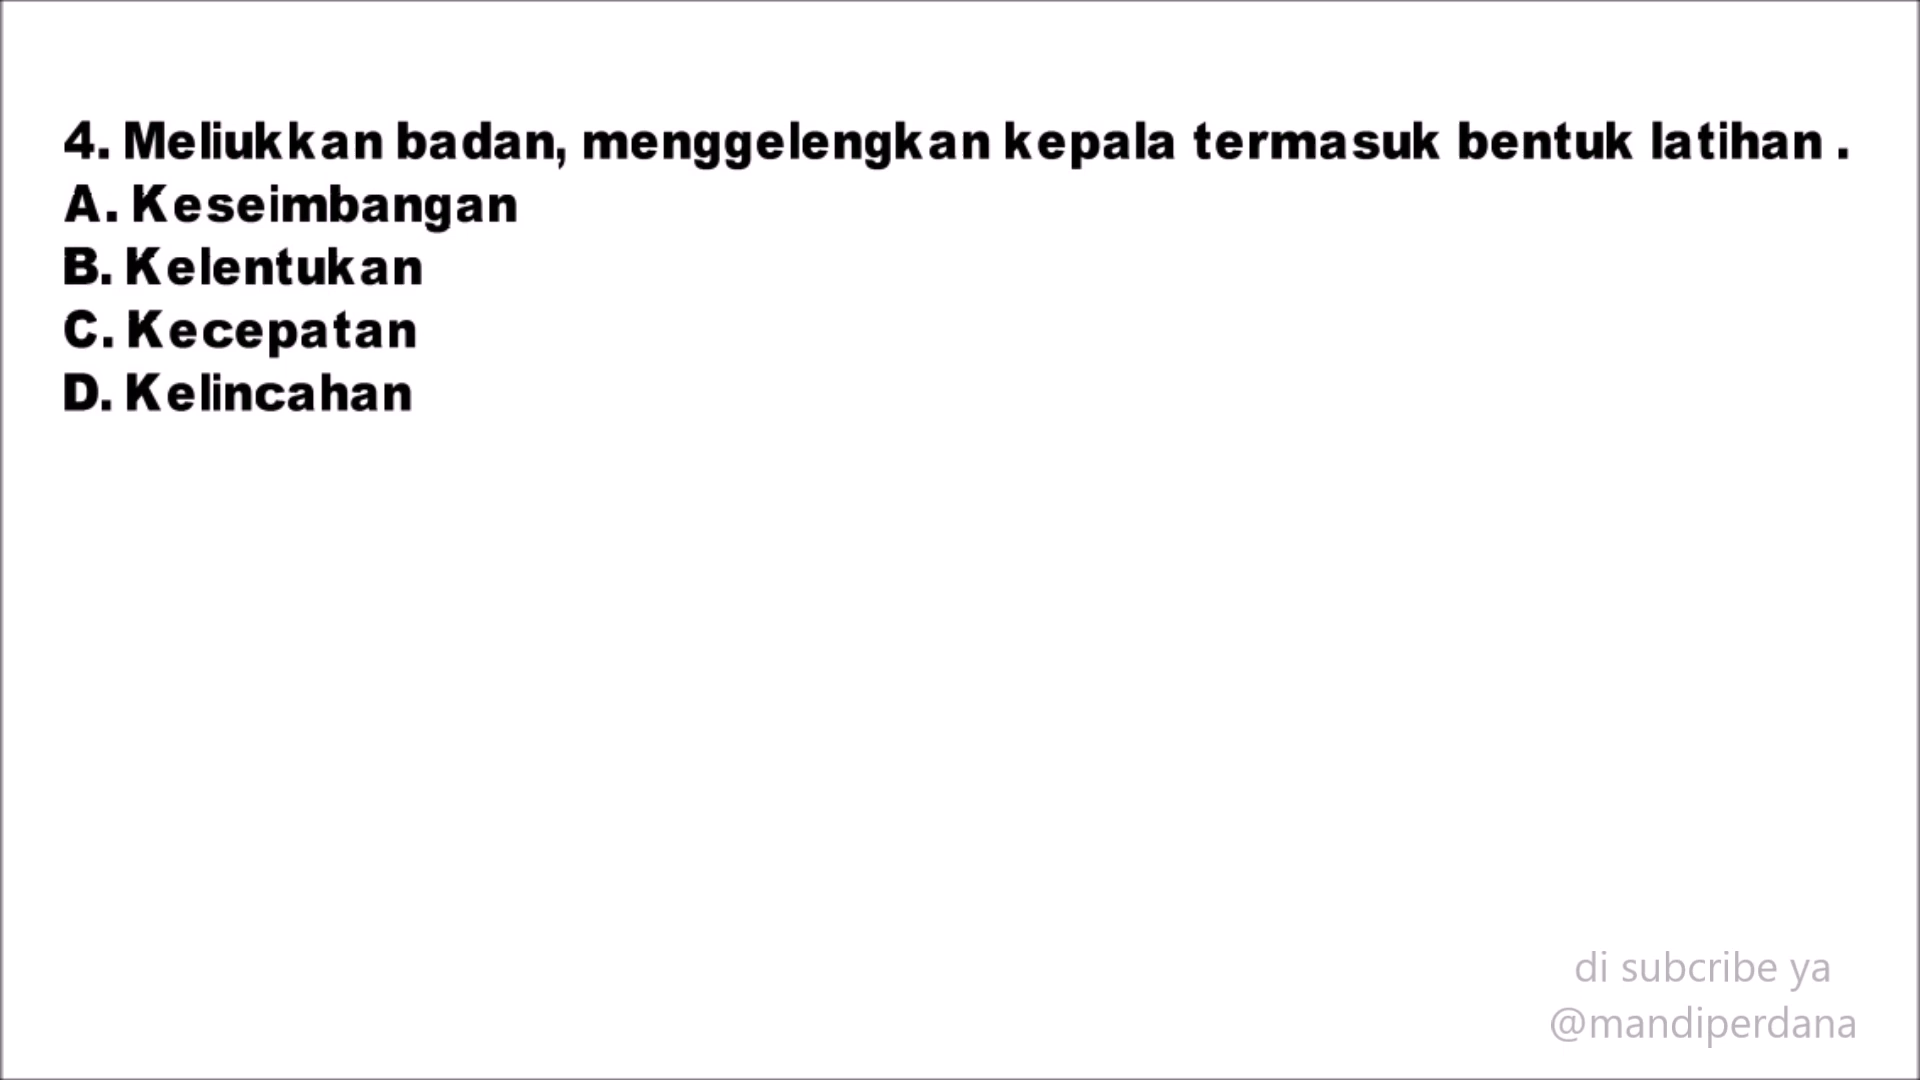 4. Meliukkan badan, menggelengkan kepala termasuk bentuk latihan .
A. Keseimbangan
B. Kelentukan
C. Kecepatan
D. Kelincahan
di subcribe ya
@mandiperdana